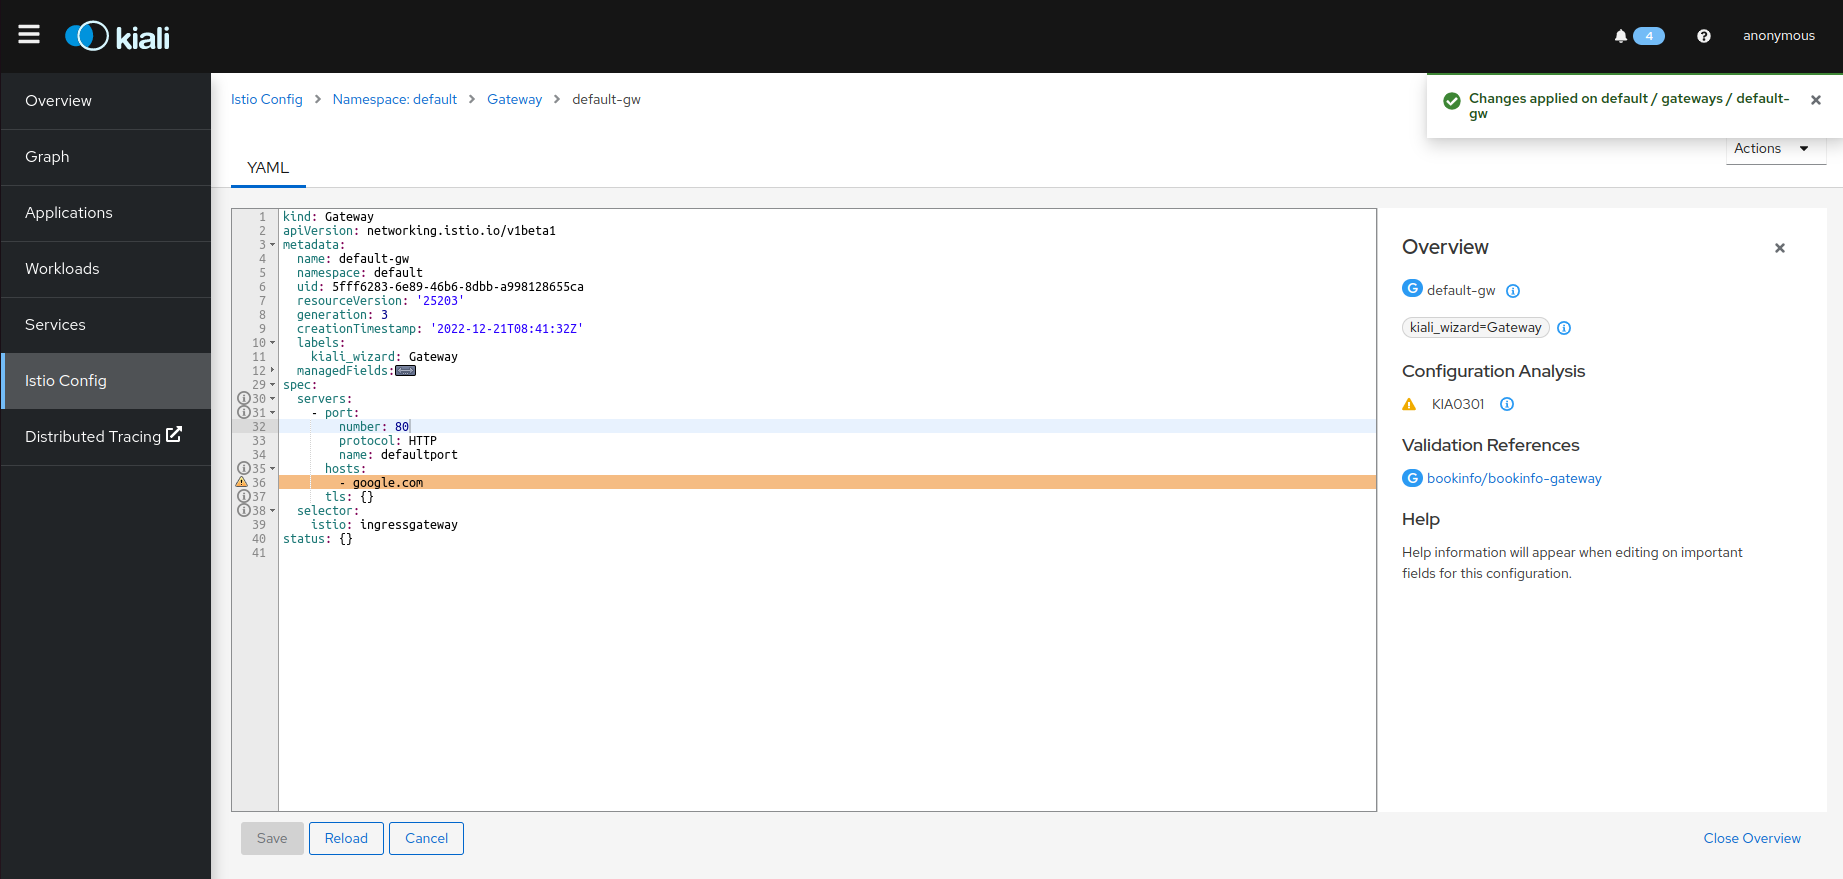 kiali
4
anonymous
Overview
Graph
Applications
Workloads
Services
Istio Config
Distributed Tracing
Istio Config > Namespace: default > Gateway > default-gw
Changes applied on default / gateways / default-
gw
Actions
YAML
1 kind: Gateway
2 apiVersion: networking.istio.io/v1beta1
3 metadata:
4 name: default-gw
5 namespace: default
6 uid: 5fff6283-6e89-46b6-8dbb-a998128655ca
7 resourceVersion: '25203'
8 generation: 3
9 creationTimestamp: '2022-12-21T08:41:32Z'
10 labels:
11 kiali_wizard: Gateway
12 managedFields:
29 spec:
30 servers:
31 - port:
32 number: 80
33 protocol: HTTP
34 name: defaultport
35 hosts:
36 - google.com
37 tls: {}
38 selector:
39 istio: ingressgateway
40 status: {}
41
Overview
G default-gw
kiali_wizard=Gateway
Configuration Analysis
KIA0301
Validation References
G bookinfo/bookinfo-gateway
Help
Help information will appear when editing on important
fields for this configuration.
Save
Reload
Cancel
Close Overview